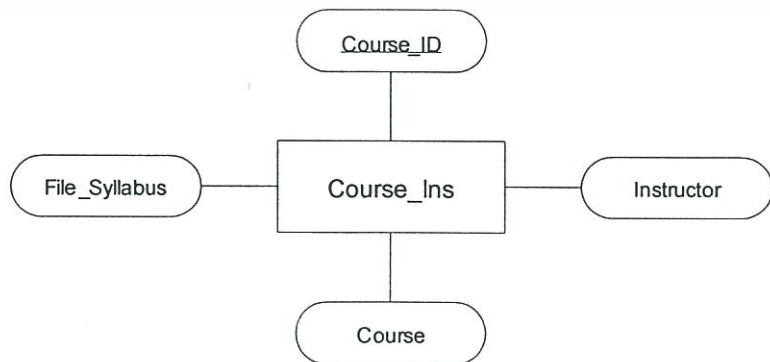 Course_ID
File_Syllabus
Course_Ins
Instructor
Course